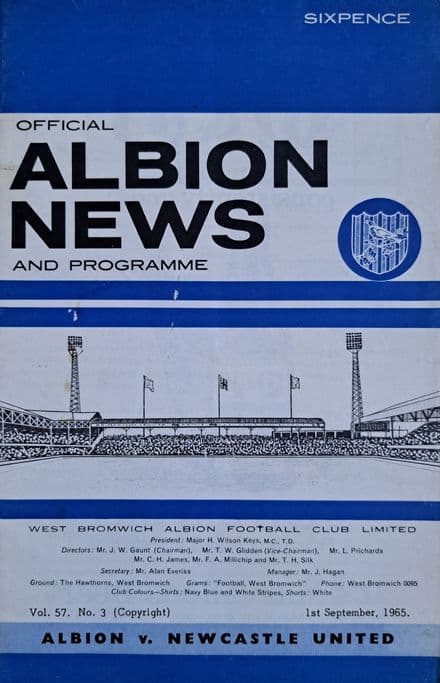 SIXPENCE
OFFICIAL
ALBION
NEWS
AND PROGRAMME
WEST BROMWICH ALBION FOOTBALL CLUB LIMITED
President: Major H. Wilson Keys, M.C., T.D.
Directors: Mr. J. W. Gaunt (Chairman), Mr. T. W. Glidden (Vice-Chairman), Mr. L. Prichards
Mr. C. H. James, Mr. F. A. Millichip and Mr. T. H. Silk
Secretary: Mr. Alan Everiss Manager: Mr. J. Hagan
Ground: The Hawthorns, West Bromwich Grams: "Football, West Bromwich" Phone: West Bromwich 0095
Club Colours—Shirts: Navy Blue and White Stripes, Shorts: White
Vol. 57. No. 3 (Copyright) 1st September, 1965.
ALBION v. NEWCASTLE UNITED